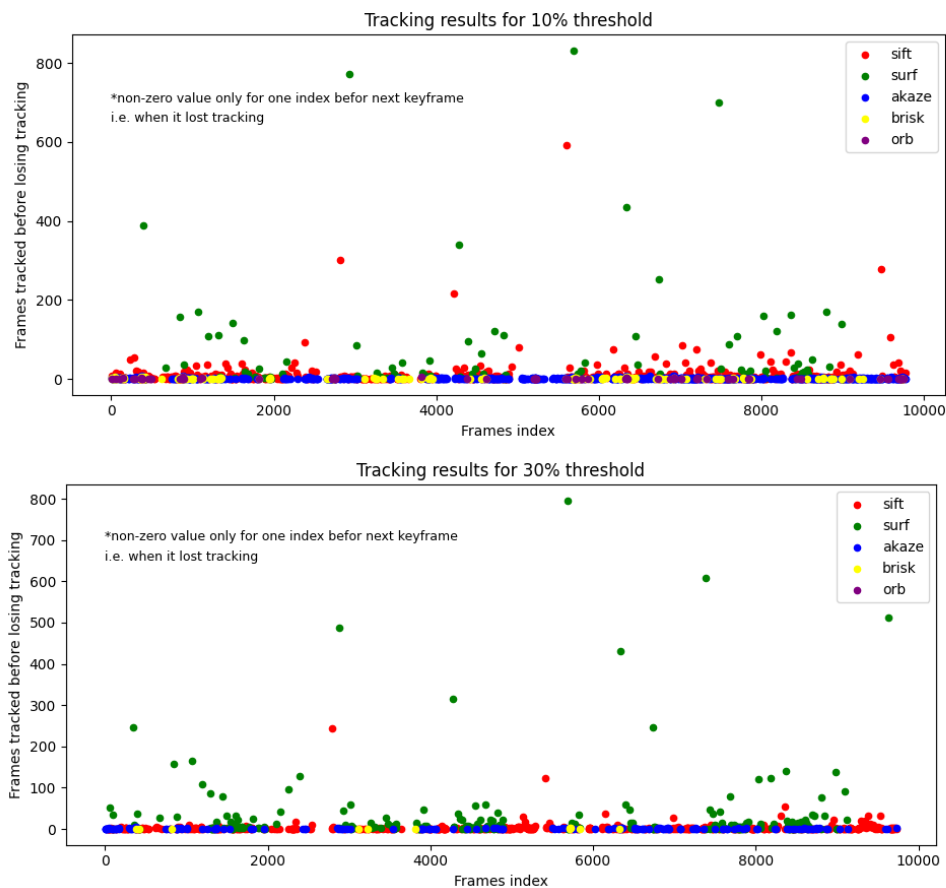 Tracking results for 10% threshold
Frames tracked before losing tracking
800
600
400
200
0
*non-zero value only for one index befor next keyframe
i.e. when it lost tracking
sift
surf
akaze
brisk
orb
0
2000
4000
6000
8000
10000
Frames index
Tracking results for 30% threshold
Frames tracked before losing tracking
800
700
600
500
400
300
200
100
0
*non-zero value only for one index befor next keyframe
i.e. when it lost tracking
sift
surf
akaze
brisk
orb
0
2000
4000
6000
8000
10000
Frames index